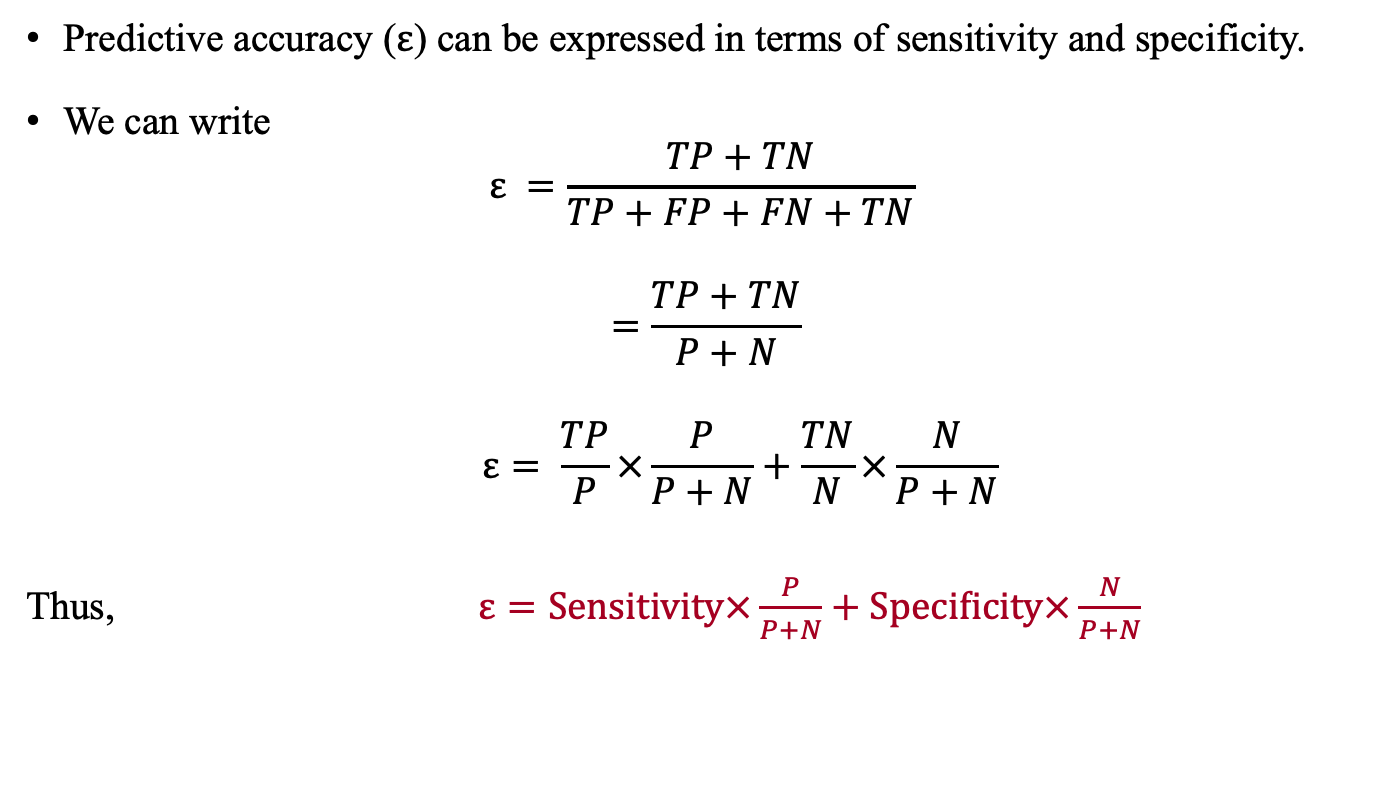 • Predictive accuracy (ε) can be expressed in terms of sensitivity and specificity.
• We can write
TP + TN
ε =
TP + FP + FN + TN
TP + TN
=
P + N
TP P TN N
ε = × + ×
P P + N N P + N
Thus, ε = Sensitivity× P/P+N + Specificity× N/P+N